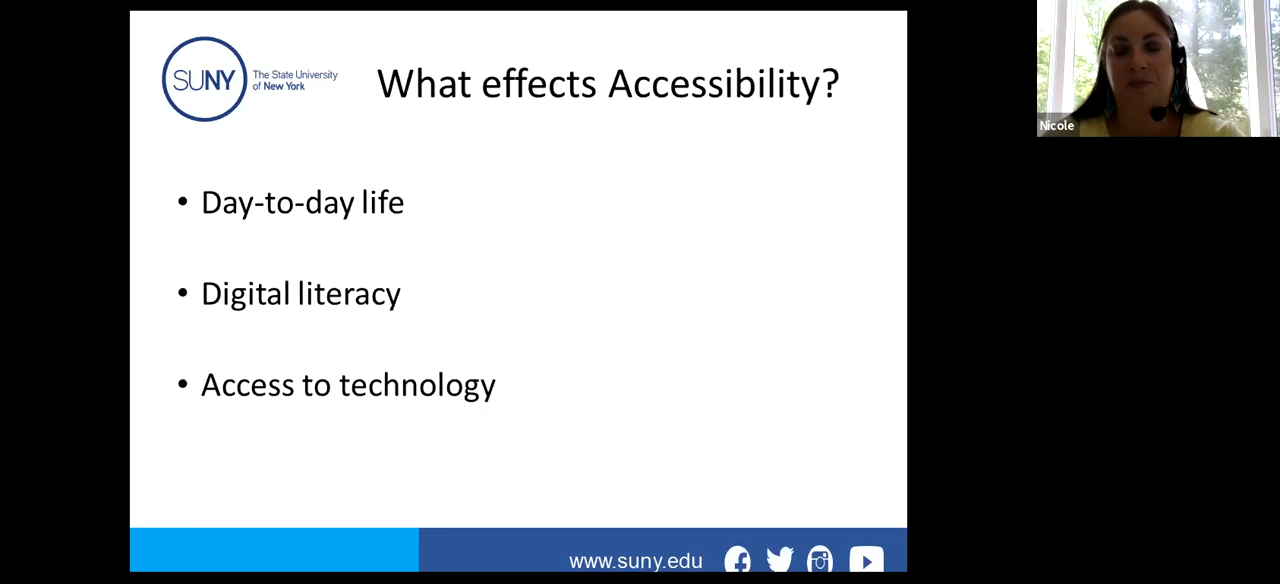 SUNY
The State University
of New York
What effects Accessibility?
Nicole
• Day-to-day life
• Digital literacy
• Access to technology
www.suny.edu